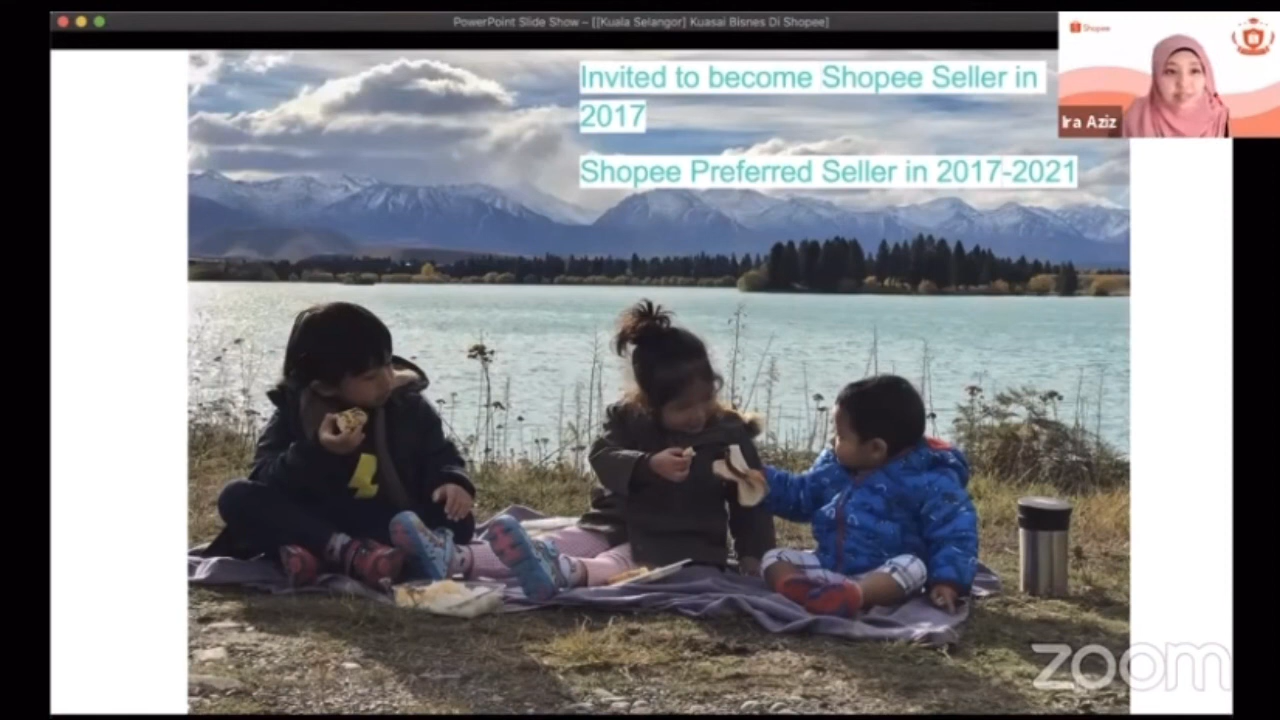 PowerPoint Slide Show – [[Kuala Selangor] Kuasai Bisnes Di Shopee]
Shopee
Invited to become Shopee Seller in
2017
Ira Aziz
Shopee Preferred Seller in 2017-2021
zoom